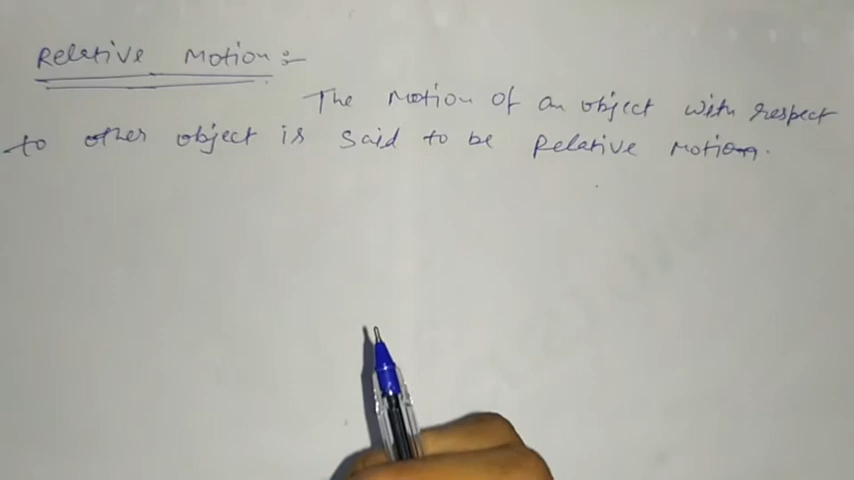 Relative Motion:-
The Motion of an object with respect
to other object is said to be Relative Motion.